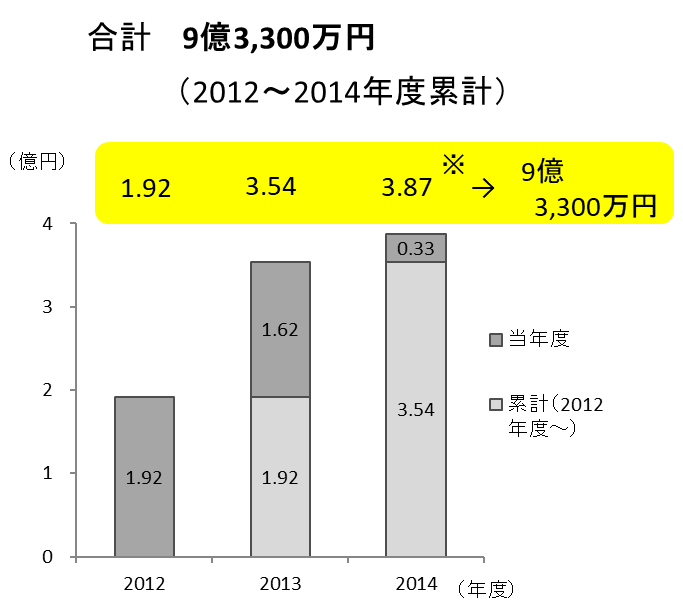 合計　9億3,300万円
（2012～2014年度累計）
（億円）
1.92
3.54
3.87
※
→
9億
3,300万円
4
3
2
1
0
0.33
1.62
3.54
1.92
1.92
当年度
累計（2012
年度～）
2012
2013
2014
（年度）